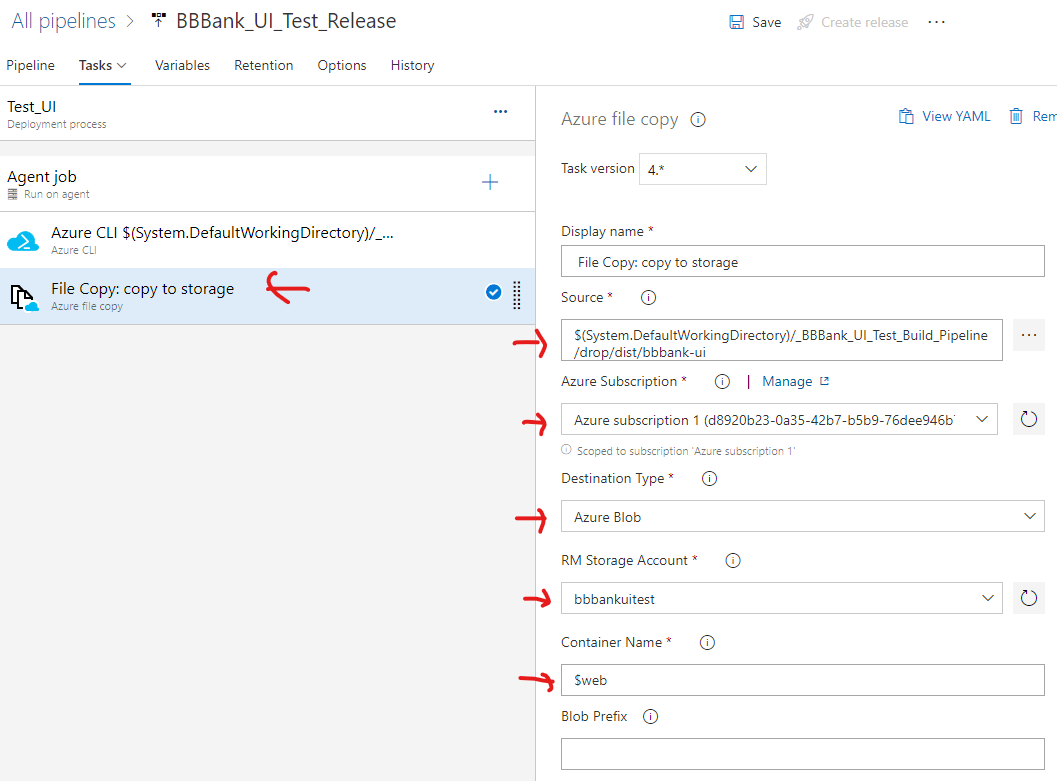 All pipelines > BBBank_UI_Test_Release
Save
Create release
...
Pipeline
Tasks
Variables
Retention
Options
History
Test_UI
...
Deployment process
Agent job
Run on agent
Azure CLI $(System.DefaultWorkingDirectory)/_...
Azure CLI
File Copy: copy to storage
Azure file copy
Azure file copy
View YAML
Rem
Task version
4.*
Display name *
File Copy: copy to storage
Source *
$(System.DefaultWorkingDirectory)/_BBBank_UI_Test_Build_Pipeline
/drop/dist/bbbank-ui
...
Azure Subscription *
| Manage
Azure subscription 1 (d8920b23-0a35-42b7-b5b9-76dee946b
Scoped to subscription 'Azure subscription 1'
Destination Type *
Azure Blob
RM Storage Account *
bbbankuitest
Container Name *
$web
Blob Prefix